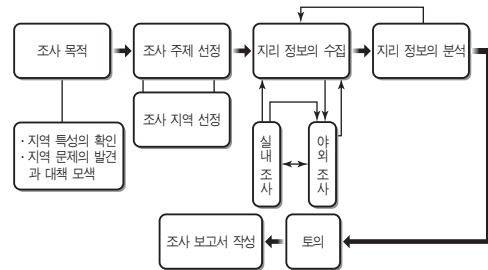 조사 목적
조사 주제 선정
지리 정보의 수집
지리 정보의 분석
조사 지역 선정
· 지역 특성의 확인
· 지역 문제의 발견
과 대책 모색
실내 조사
야외 조사
조사 보고서 작성
토의